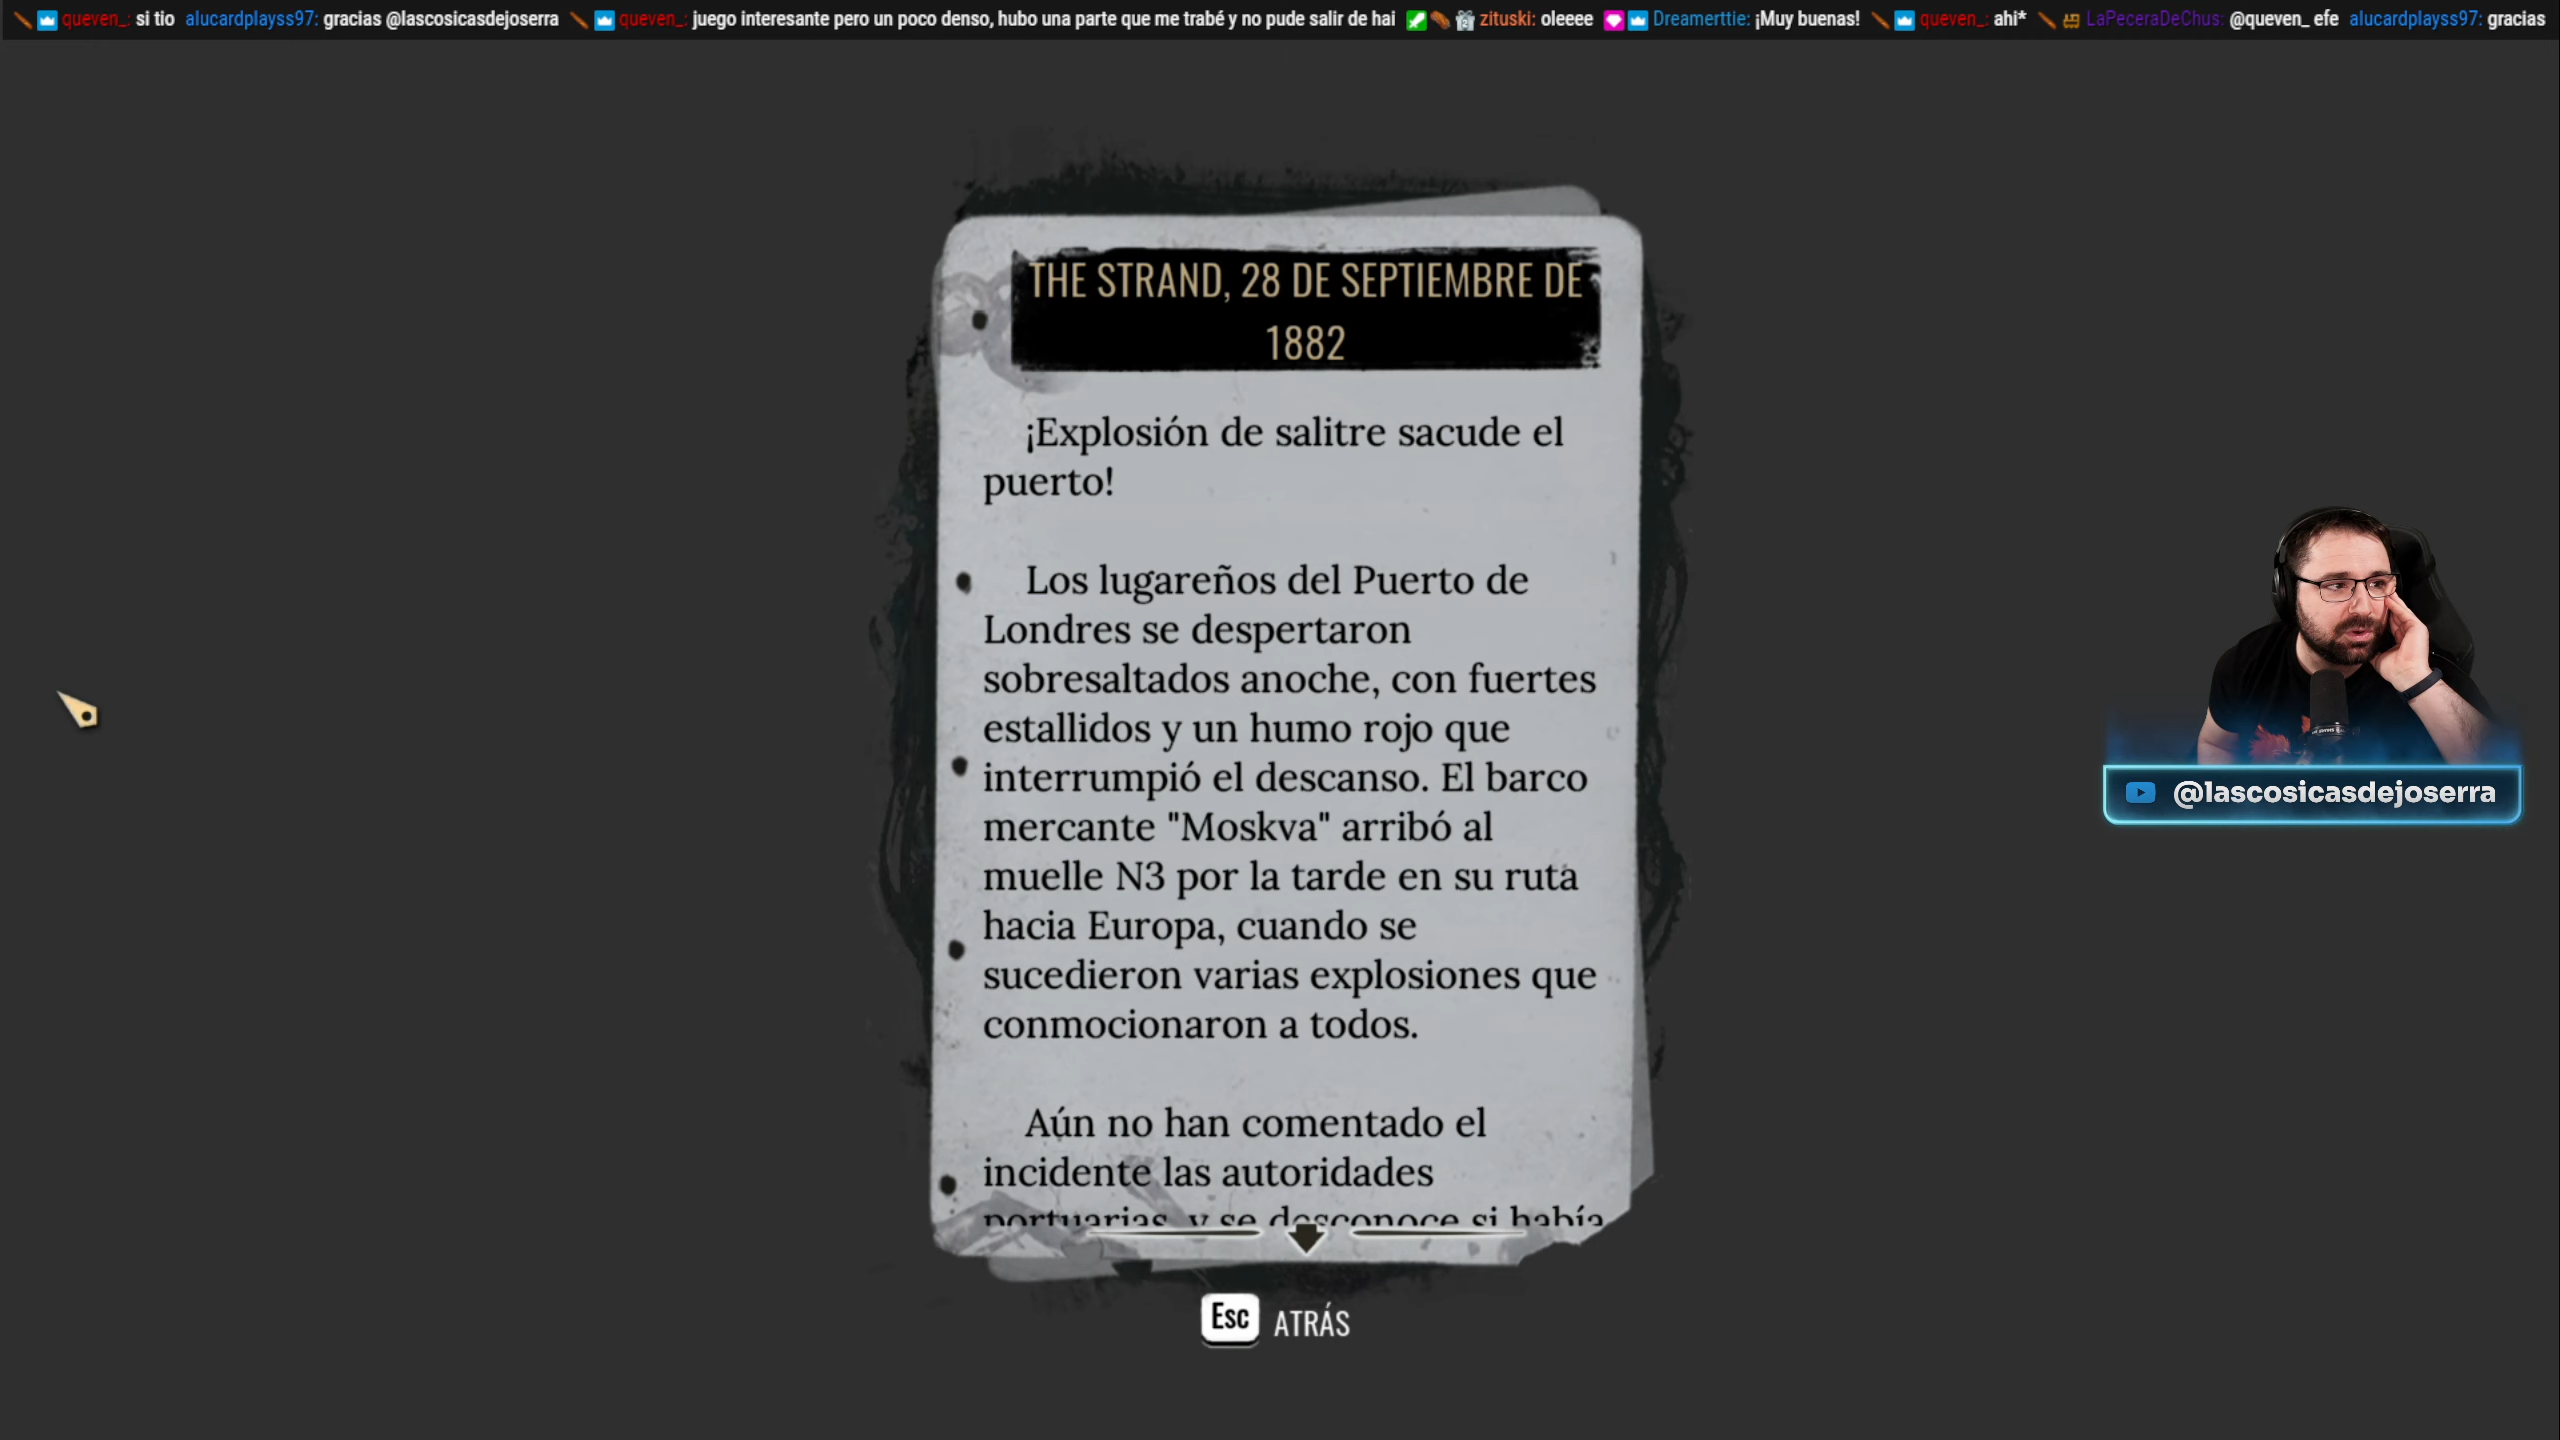 queven_: si tio alucardplayss97: gracias @lascosicasdejoserra queven_: juego interesante pero un poco denso, hubo una parte que me trabé y no pude salir de hai zituski: oleeee Dreamerttie: ¡Muy buenas! queven_: ahi* LaPeceraDeChus: @queven_ efe alucardplayss97: gracias
THE STRAND, 28 DE SEPTIEMBRE DE
1882
¡Explosión de salitre sacude el
puerto!
Los lugareños del Puerto de
Londres se despertaron
sobresaltados anoche, con fuertes
estallidos y un humo rojo que
interrumpió el descanso. El barco
mercante "Moskva" arribó al
muelle N3 por la tarde en su ruta
hacia Europa, cuando se
sucedieron varias explosiones que
conmocionaron a todos.
Aún no han comentado el
incidente las autoridades
portuarias, y se desconoce si había
Esc ATRÁS
@lascosicasdejoserra